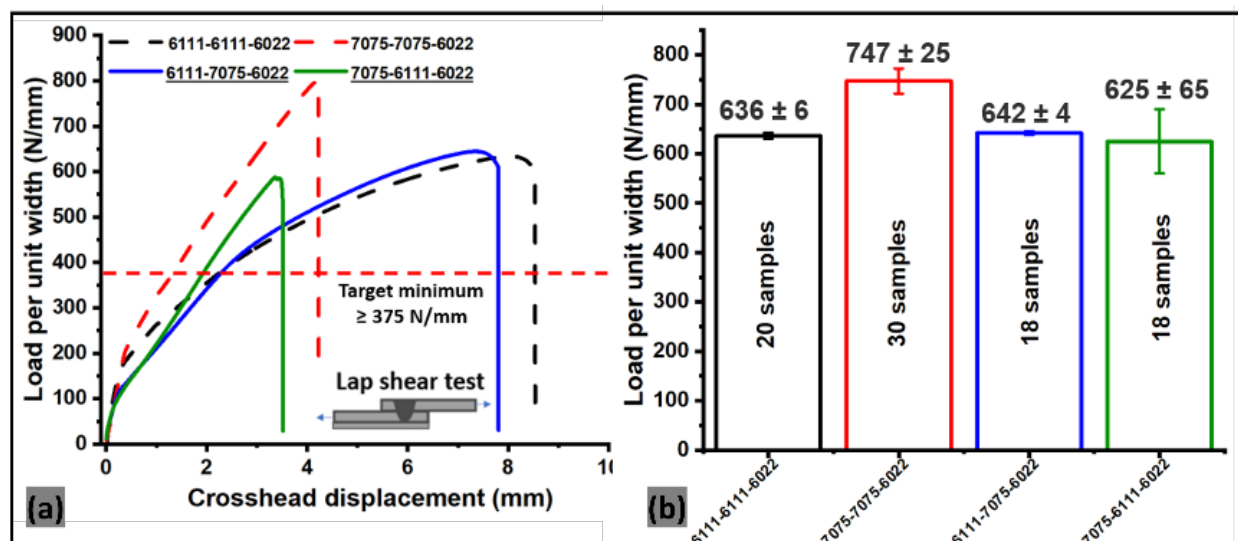 900
800
700
600
500
400
300
200
100
0
Load per unit width (N/mm)
6111-6111-6022
7075-7075-6022
6111-7075-6022
7075-6111-6022
Target minimum
≥ 375 N/mm
Lap shear test
0
2
4
6
8
10
Crosshead displacement (mm)
(a)
800
700
600
500
400
300
200
100
0
Load per unit width (N/mm)
636 ± 6
747 ± 25
642 ± 4
625 ± 65
20 samples
30 samples
18 samples
18 samples
6111-6111-6022
7075-7075-6022
6111-7075-6022
7075-6111-6022
(b)